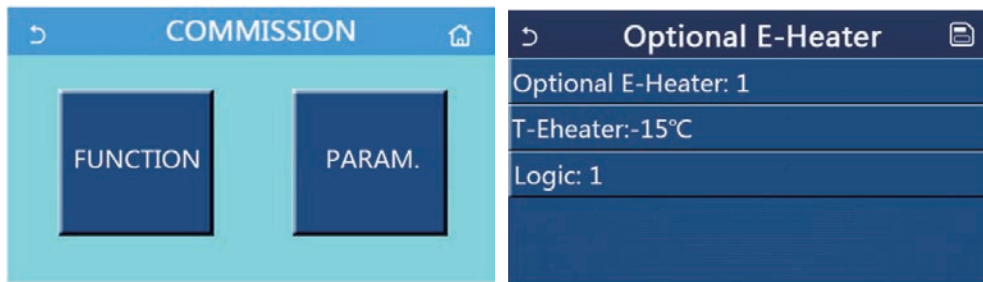 COMMISSION
FUNCTION
PARAM.
Optional E-Heater
Optional E-Heater: 1
T-Eheater:-15℃
Logic: 1